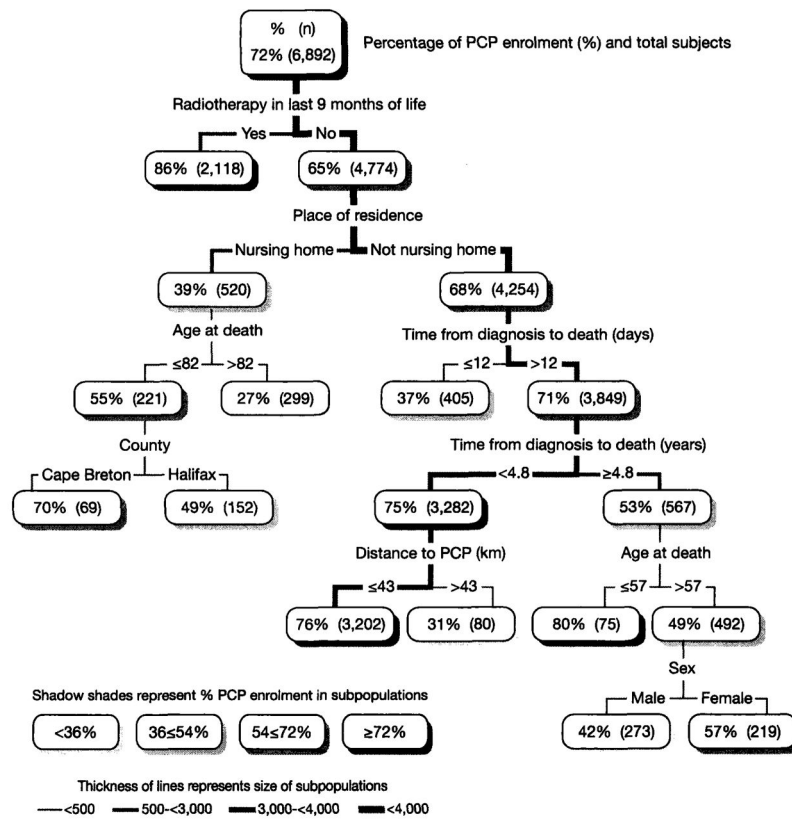 % (n)
72% (6,892)
Percentage of PCP enrolment (%) and total subjects
Radiotherapy in last 9 months of life
Yes No
86% (2,118) 65% (4,774)
Place of residence
Nursing home Not nursing home
39% (520) 68% (4,254)
Age at death Time from diagnosis to death (days)
≤82 >82 ≤12 >12
55% (221) 27% (299) 37% (405) 71% (3,849)
County Time from diagnosis to death (years)
Cape Breton Halifax <4.8 ≥4.8
70% (69) 49% (152) 75% (3,282) 53% (567)
Distance to PCP (km) Age at death
≤43 >43 ≤57 >57
76% (3,202) 31% (80) 80% (75) 49% (492)
Sex
Male Female
42% (273) 57% (219)
Shadow shades represent % PCP enrolment in subpopulations
<36% 36≤54% 54≤72% ≥72%
Thickness of lines represents size of subpopulations
<500 500-<3,000 3,000-<4,000 <4,000